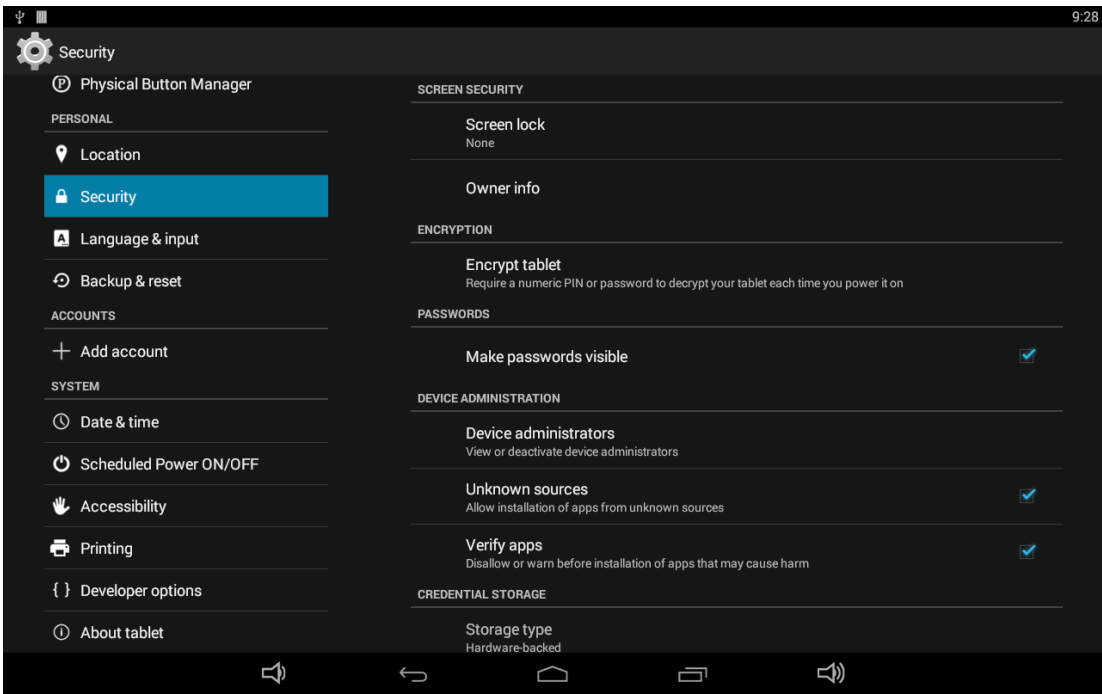 9:28
Security
Physical Button Manager
PERSONAL
Location
Security
Language & input
Backup & reset
ACCOUNTS
Add account
SYSTEM
Date & time
Scheduled Power ON/OFF
Accessibility
Printing
Developer options
About tablet
SCREEN SECURITY
Screen lock
None
Owner info
ENCRYPTION
Encrypt tablet
Require a numeric PIN or password to decrypt your tablet each time you power it on
PASSWORDS
Make passwords visible
DEVICE ADMINISTRATION
Device administrators
View or deactivate device administrators
Unknown sources
Allow installation of apps from unknown sources
Verify apps
Disallow or warn before installation of apps that may cause harm
CREDENTIAL STORAGE
Storage type
Hardware-backed